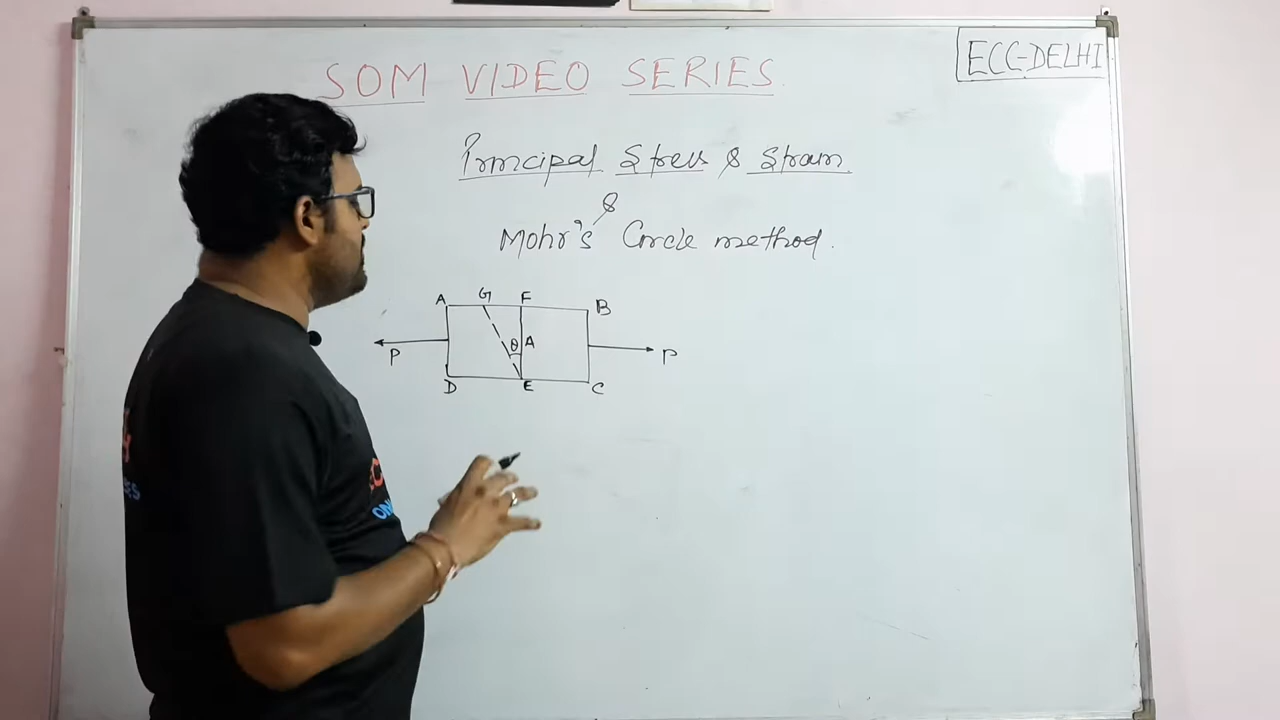 SOM VIDEO SERIES
ECC-DELHI
Principal Stress & Strain
&
Mohr's Circle method.
A G F B
P θ A P
D E C